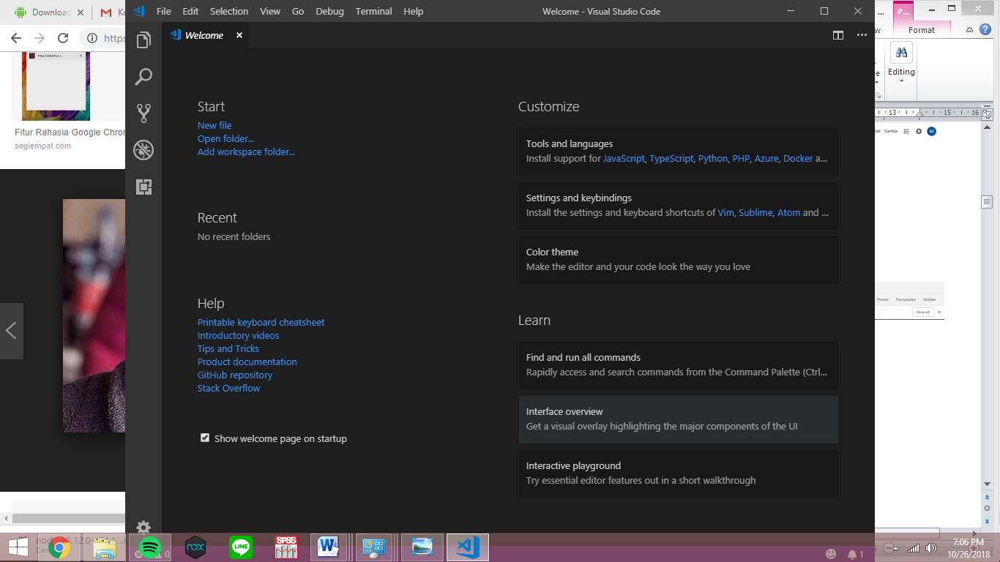 File Edit Selection View Go Debug Terminal Help
Welcome - Visual Studio Code
Downloa
https
Welcome
Format
Editing
13 15 16
Gambar
M
Fitur Rahasia Google Chron
segiempat.com
Start
New file
Open folder...
Add workspace folder...
Recent
No recent folders
Help
Printable keyboard cheatsheet
Introductory videos
Tips and Tricks
Product documentation
GitHub repository
Stack Overflow
Show welcome page on startup
Customize
Tools and languages
Install support for JavaScript, TypeScript, Python, PHP, Azure, Docker a...
Settings and keybindings
Install the settings and keyboard shortcuts of Vim, Sublime, Atom and ...
Color theme
Make the editor and your code look the way you love
Learn
Find and run all commands
Rapidly access and search commands from the Command Palette (Ctrl...
Interface overview
Get a visual overlay highlighting the major components of the UI
Interactive playground
Try essential editor features out in a short walkthrough
Privasi Persyaratan Setelan
Show all
nox
LINE
SPSS
W
0
1
7:06 PM
10/26/2018